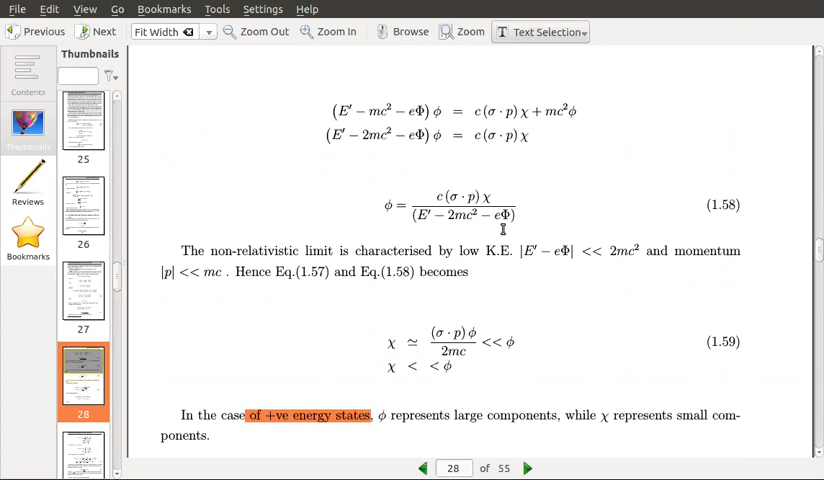 File Edit View Go Bookmarks Tools Settings Help
Previous Next Fit Width Zoom Out Zoom In Browse Zoom Text Selection
Thumbnails
Contents
Thumbnails
Reviews
Bookmarks
25
26
27
28
(E′ − mc² − eΦ) ϕ = c (σ · p) χ + mc²ϕ
(E′ − 2mc² − eΦ) ϕ = c (σ · p) χ
ϕ = c (σ · p) χ / (E′ − 2mc² − eΦ) (1.58)
The non-relativistic limit is characterised by low K.E. |E′ − eΦ| << 2mc² and momentum
|p| << mc . Hence Eq.(1.57) and Eq.(1.58) becomes
χ ≃ (σ · p) ϕ / 2mc << ϕ (1.59)
χ < < ϕ
In the case of +ve energy states, ϕ represents large components, while χ represents small com-
ponents.
28 of 55